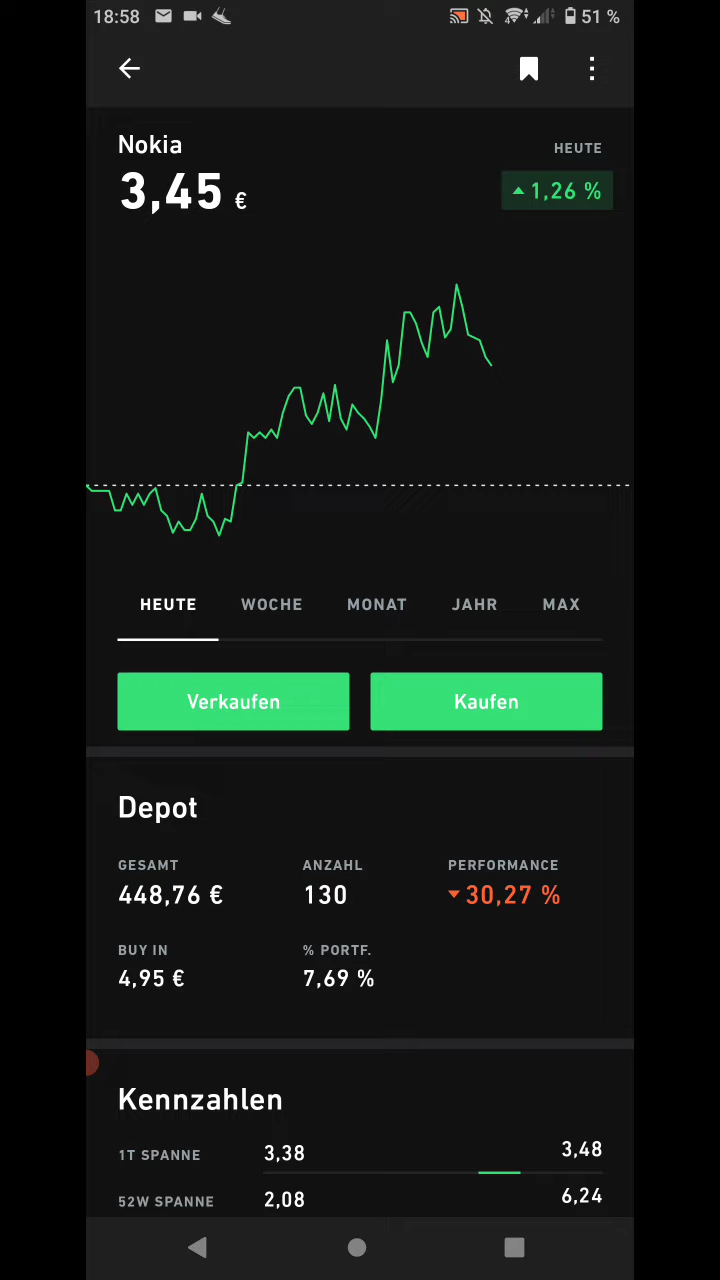 18:58 51 %
Nokia HEUTE
3,45 € 1,26 %
HEUTE WOCHE MONAT JAHR MAX
Verkaufen Kaufen
Depot
GESAMT ANZAHL PERFORMANCE
448,76 € 130 30,27 %
BUY IN % PORTF.
4,95 € 7,69 %
Kennzahlen
1T SPANNE 3,38 3,48
52W SPANNE 2,08 6,24